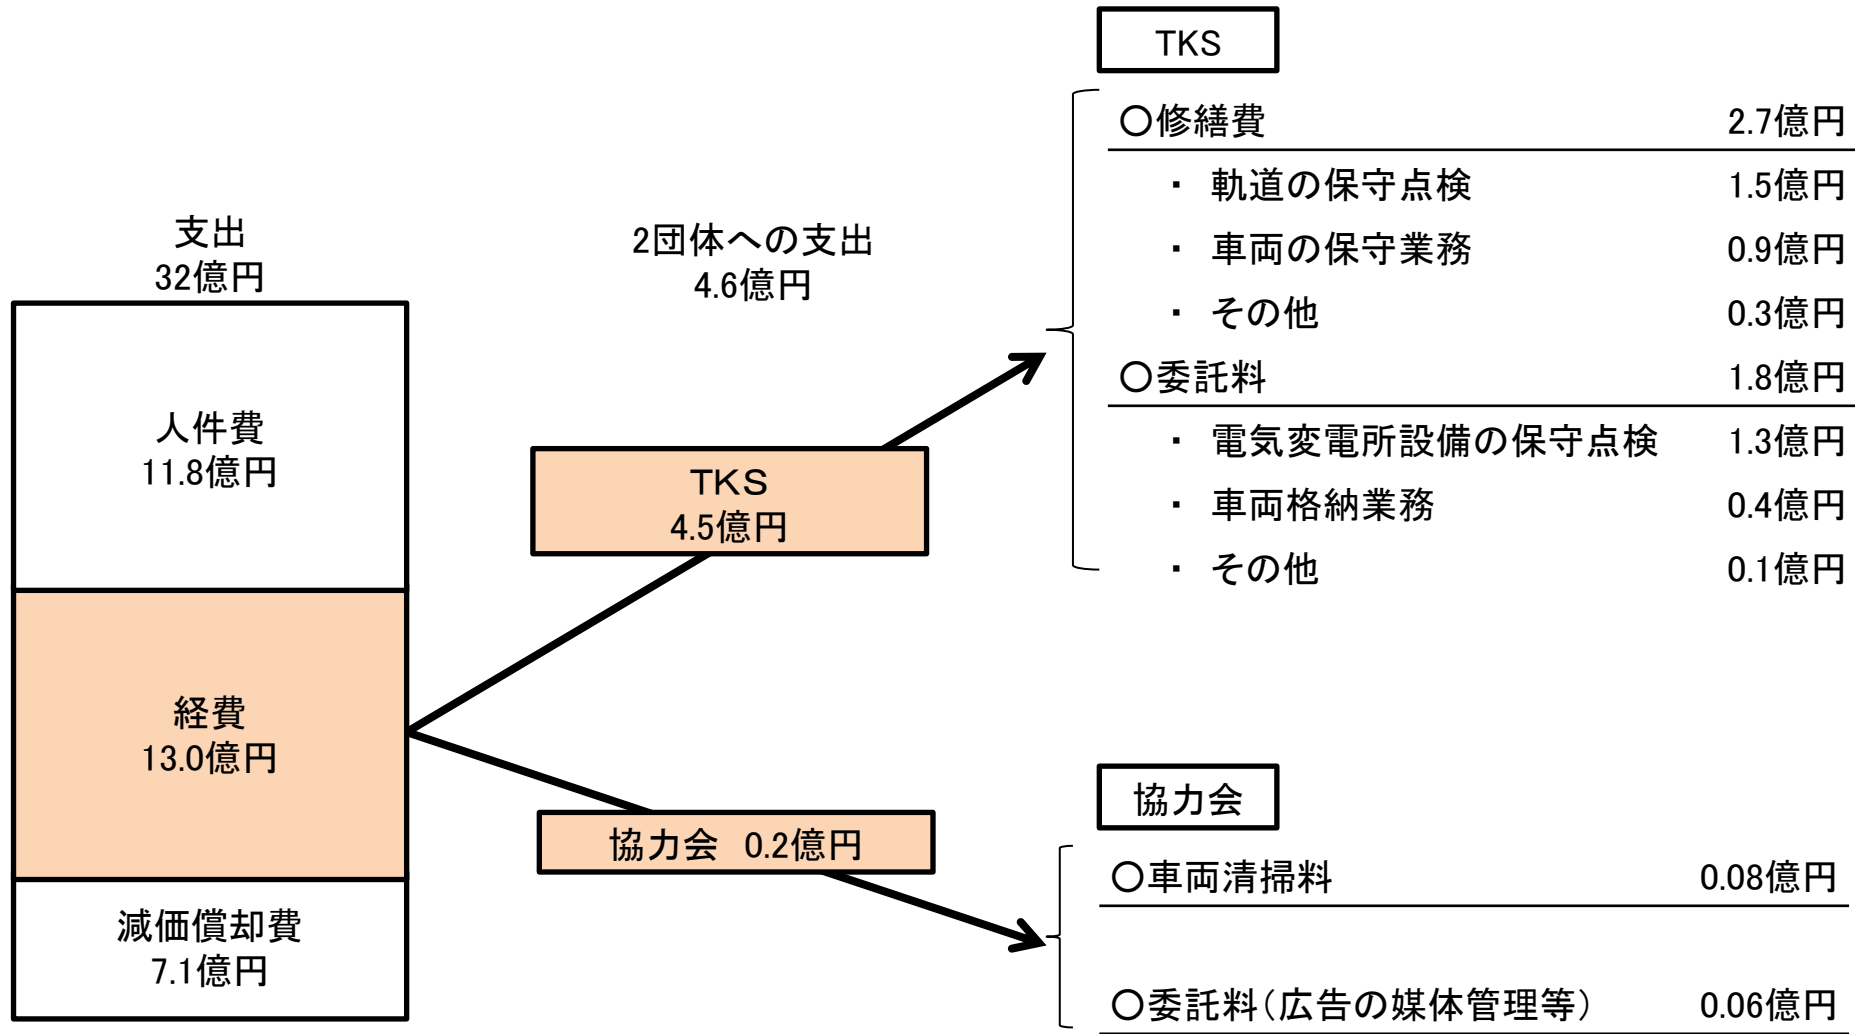 支出
32億円
人件費
11.8億円
経費
13.0億円
減価償却費
7.1億円
2団体への支出
4.6億円
TKS
4.5億円
協力会 0.2億円
TKS
○修繕費 2.7億円
・ 軌道の保守点検 1.5億円
・ 車両の保守業務 0.9億円
・ その他 0.3億円
○委託料 1.8億円
・ 電気変電所設備の保守点検 1.3億円
・ 車両格納業務 0.4億円
・ その他 0.1億円
協力会
○車両清掃料 0.08億円
○委託料(広告の媒体管理等) 0.06億円